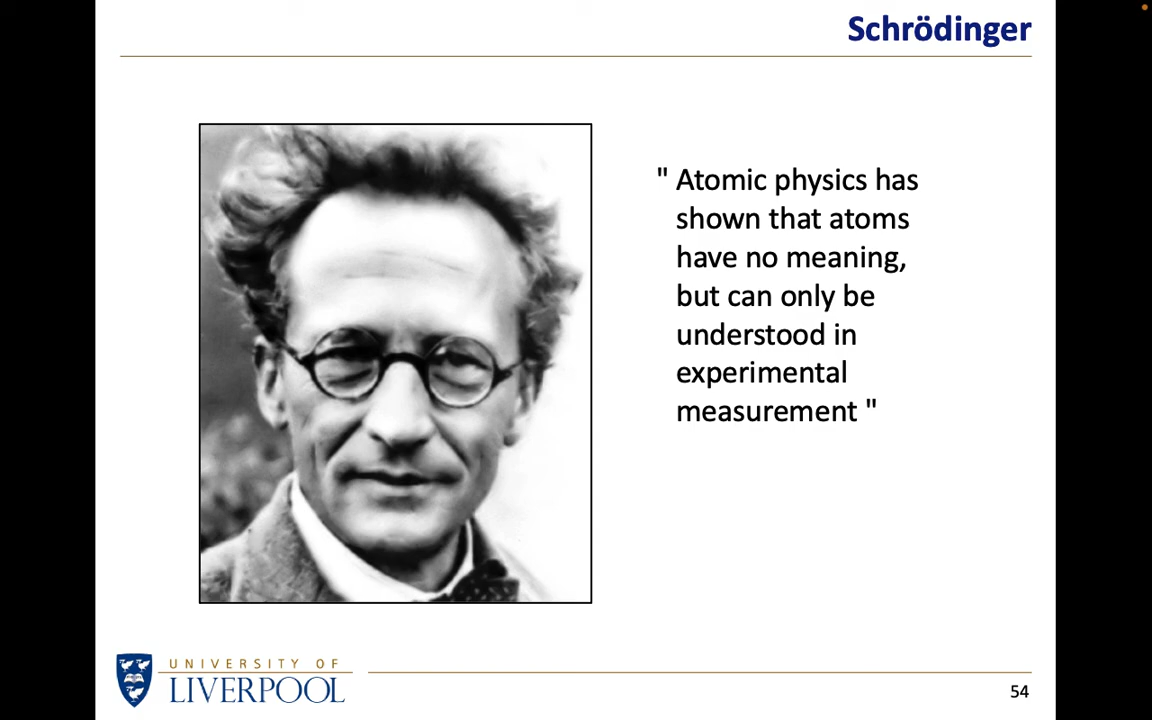 Schrödinger
" Atomic physics has
shown that atoms
have no meaning,
but can only be
understood in
experimental
measurement "
UNIVERSITY OF
LIVERPOOL
54